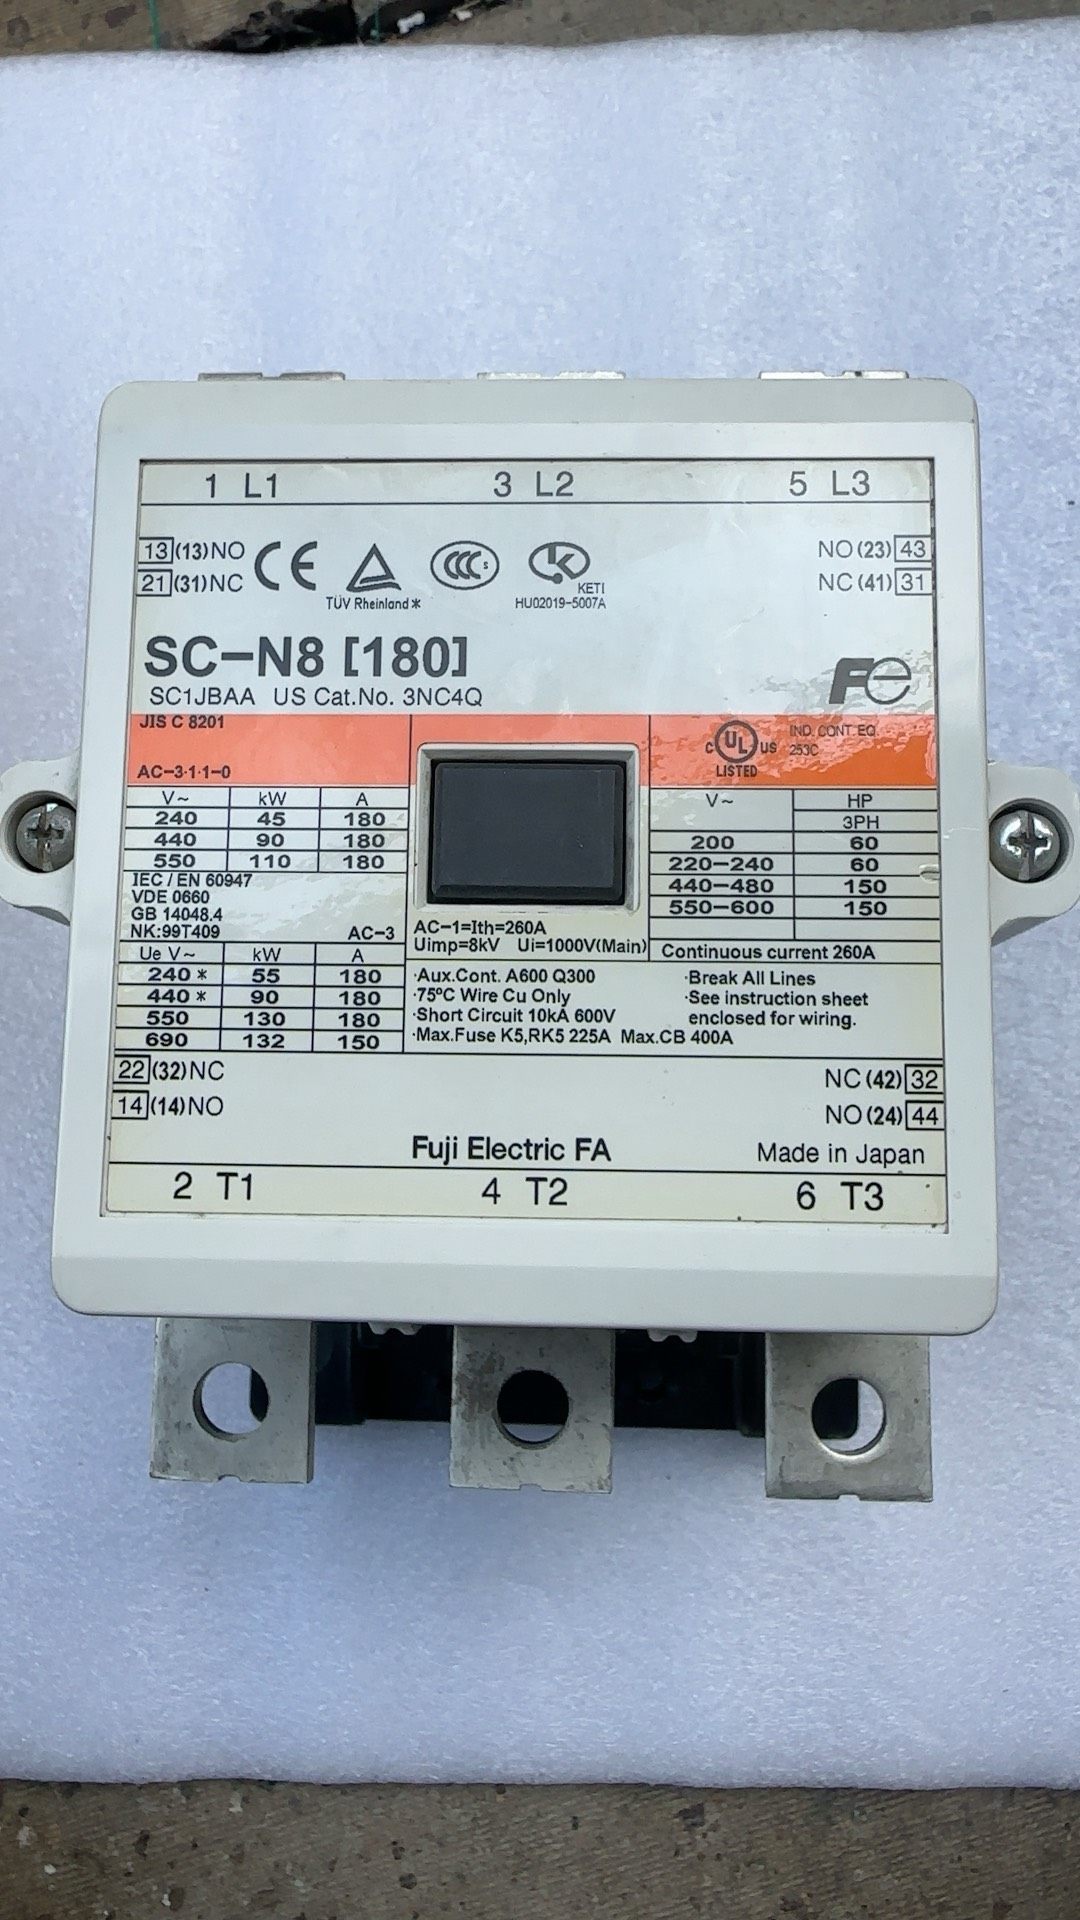 1 L1 3 L2 5 L3
13 (13) NO NO (23) 43
21 (31) NC NC (41) 31
CE
TÜV Rheinland *
CCC S
KETI
HU02019-5007A
SC-N8 [180]
SC1JBAA US Cat.No. 3NC4Q
Fe
JIS C 8201
AC-3·1·1-0
V~ kW A
240 45 180
440 90 180
550 110 180
IEC / EN 60947
VDE 0660
GB 14048.4
NK:99T409 AC-3
Ue V~ kW A
240 * 55 180
440 * 90 180
550 130 180
690 132 150
AC-1=Ith=260A
Uimp=8kV Ui=1000V(Main)
c UL US
LISTED
IND. CONT. EQ.
253C
V~ HP
3PH
200 60
220-240 60
440-480 150
550-600 150
Continuous current 260A
·Aux.Cont. A600 Q300
·75°C Wire Cu Only
·Short Circuit 10kA 600V
·Max.Fuse K5,RK5 225A Max.CB 400A
·Break All Lines
·See instruction sheet
enclosed for wiring.
22 (32) NC NC (42) 32
14 (14) NO NO (24) 44
Fuji Electric FA Made in Japan
2 T1 4 T2 6 T3